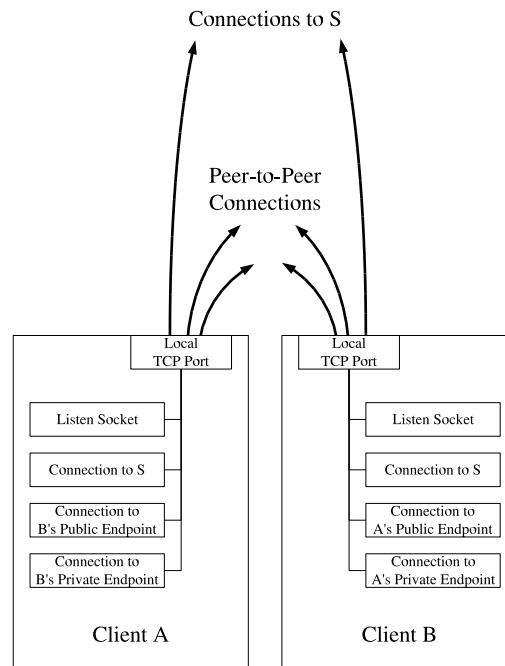 Connections to S
Peer-to-Peer
Connections
Local
TCP Port
Listen Socket
Connection to S
Connection to
B's Public Endpoint
Connection to
B's Private Endpoint
Client A
Local
TCP Port
Listen Socket
Connection to S
Connection to
A's Public Endpoint
Connection to
A's Private Endpoint
Client B